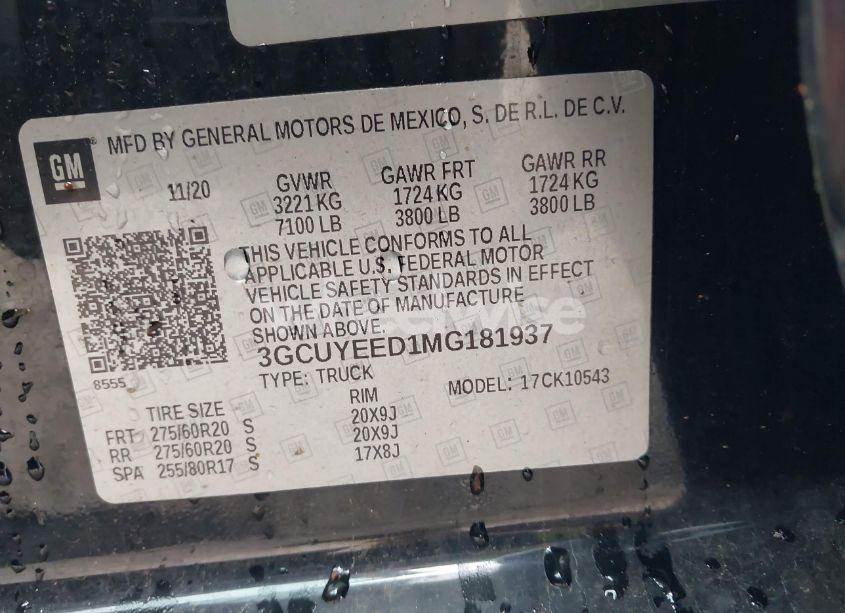 GM
MFD BY GENERAL MOTORS DE MEXICO, S. DE R.L. DE C.V.
11/20 GVWR GAWR FRT GAWR RR
3221 KG 1724 KG 1724 KG
7100 LB 3800 LB 3800 LB
THIS VEHICLE CONFORMS TO ALL
APPLICABLE U.S. FEDERAL MOTOR
VEHICLE SAFETY STANDARDS IN EFFECT
ON THE DATE OF MANUFACTURE
SHOWN ABOVE.
3GCUYEED1MG181937
8555
TYPE: TRUCK MODEL: 17CK10543
TIRE SIZE RIM
FRT 275/60R20 S 20X9J
RR 275/60R20 S 20X9J
SPA 255/80R17 S 17X8J